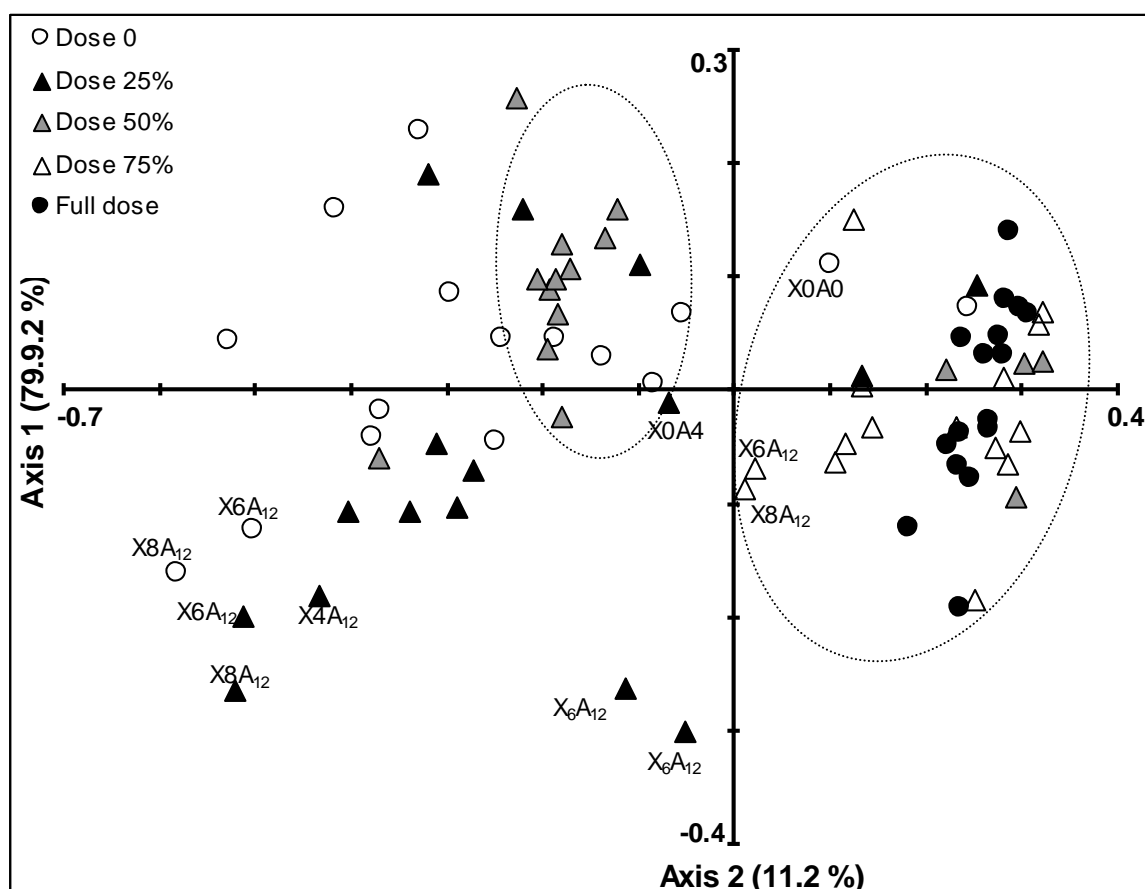 Dose 0
Dose 25%
Dose 50%
Dose 75%
Full dose
0.3
X0A0
Axis 1 (79.9.2 %)
-0.7
0.4
X0A4
X6A12
X8A12
X6A12
X8A12
X6A12
X4A12
X8A12
X6A12
X6A12
-0.4
Axis 2 (11.2 %)